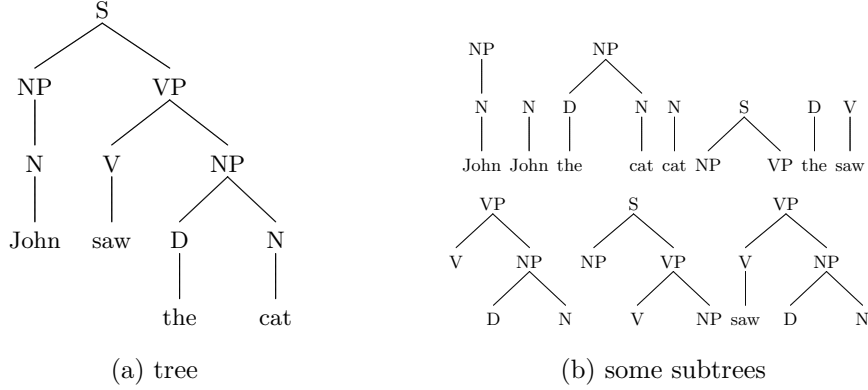 S
NP VP
N V NP
John saw D N
the cat
(a) tree
NP NP
N N D N N S D V
John John the cat cat NP VP the saw
VP S VP
V NP NP VP V NP
D N V NP saw D N
(b) some subtrees